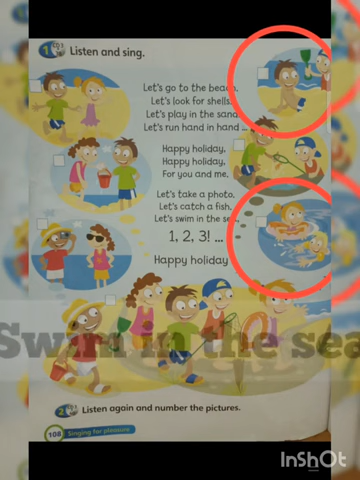 1 Listen and sing.
Let's go to the beach.
Let's look for shells.
Let's play in the sand.
Let's run hand in hand ...
Happy holiday,
Happy holiday,
For you and me.
Let's take a photo,
Let's catch a fish.
Let's swim in the sea.
1, 2, 3! ...
Happy holiday
Swim in the sea
2 Listen again and number the pictures.
108 Singing for pleasure
InShOt